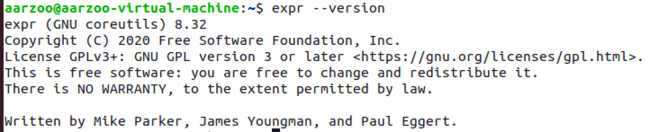 aarzoo@aarzoo-virtual-machine:~$ expr --version
expr (GNU coreutils) 8.32
Copyright (C) 2020 Free Software Foundation, Inc.
License GPLv3+: GNU GPL version 3 or later <https://gnu.org/licenses/gpl.html>.
This is free software: you are free to change and redistribute it.
There is NO WARRANTY, to the extent permitted by law.

Written by Mike Parker, James Youngman, and Paul Eggert.